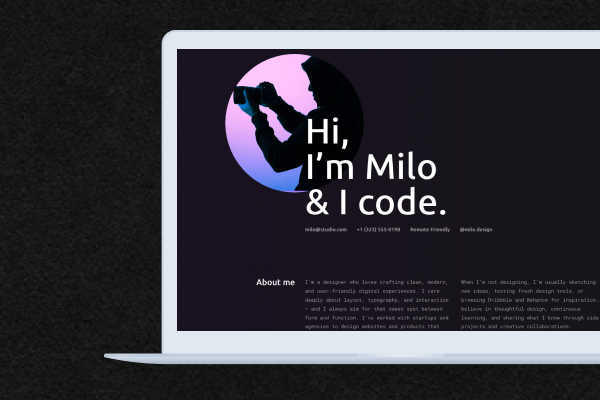 Hi,
I'm Milo
& I code.
milo@studio.com +1 (323) 555-0198 Remote Friendly @milo.design
About me
I'm a designer who loves crafting clean, modern,
and user-friendly digital experiences. I care
deeply about layout, typography, and interaction
— and I always aim for that sweet spot between
form and function. I've worked with startups and
agencies to design websites and products that
When I'm not designing, I'm usually sketching
new ideas, testing fresh design tools, or
browsing Dribbble and Behance for inspiration.
believe in thoughtful design, continuous
learning, and sharing what I know through side
projects and creative collaborations.